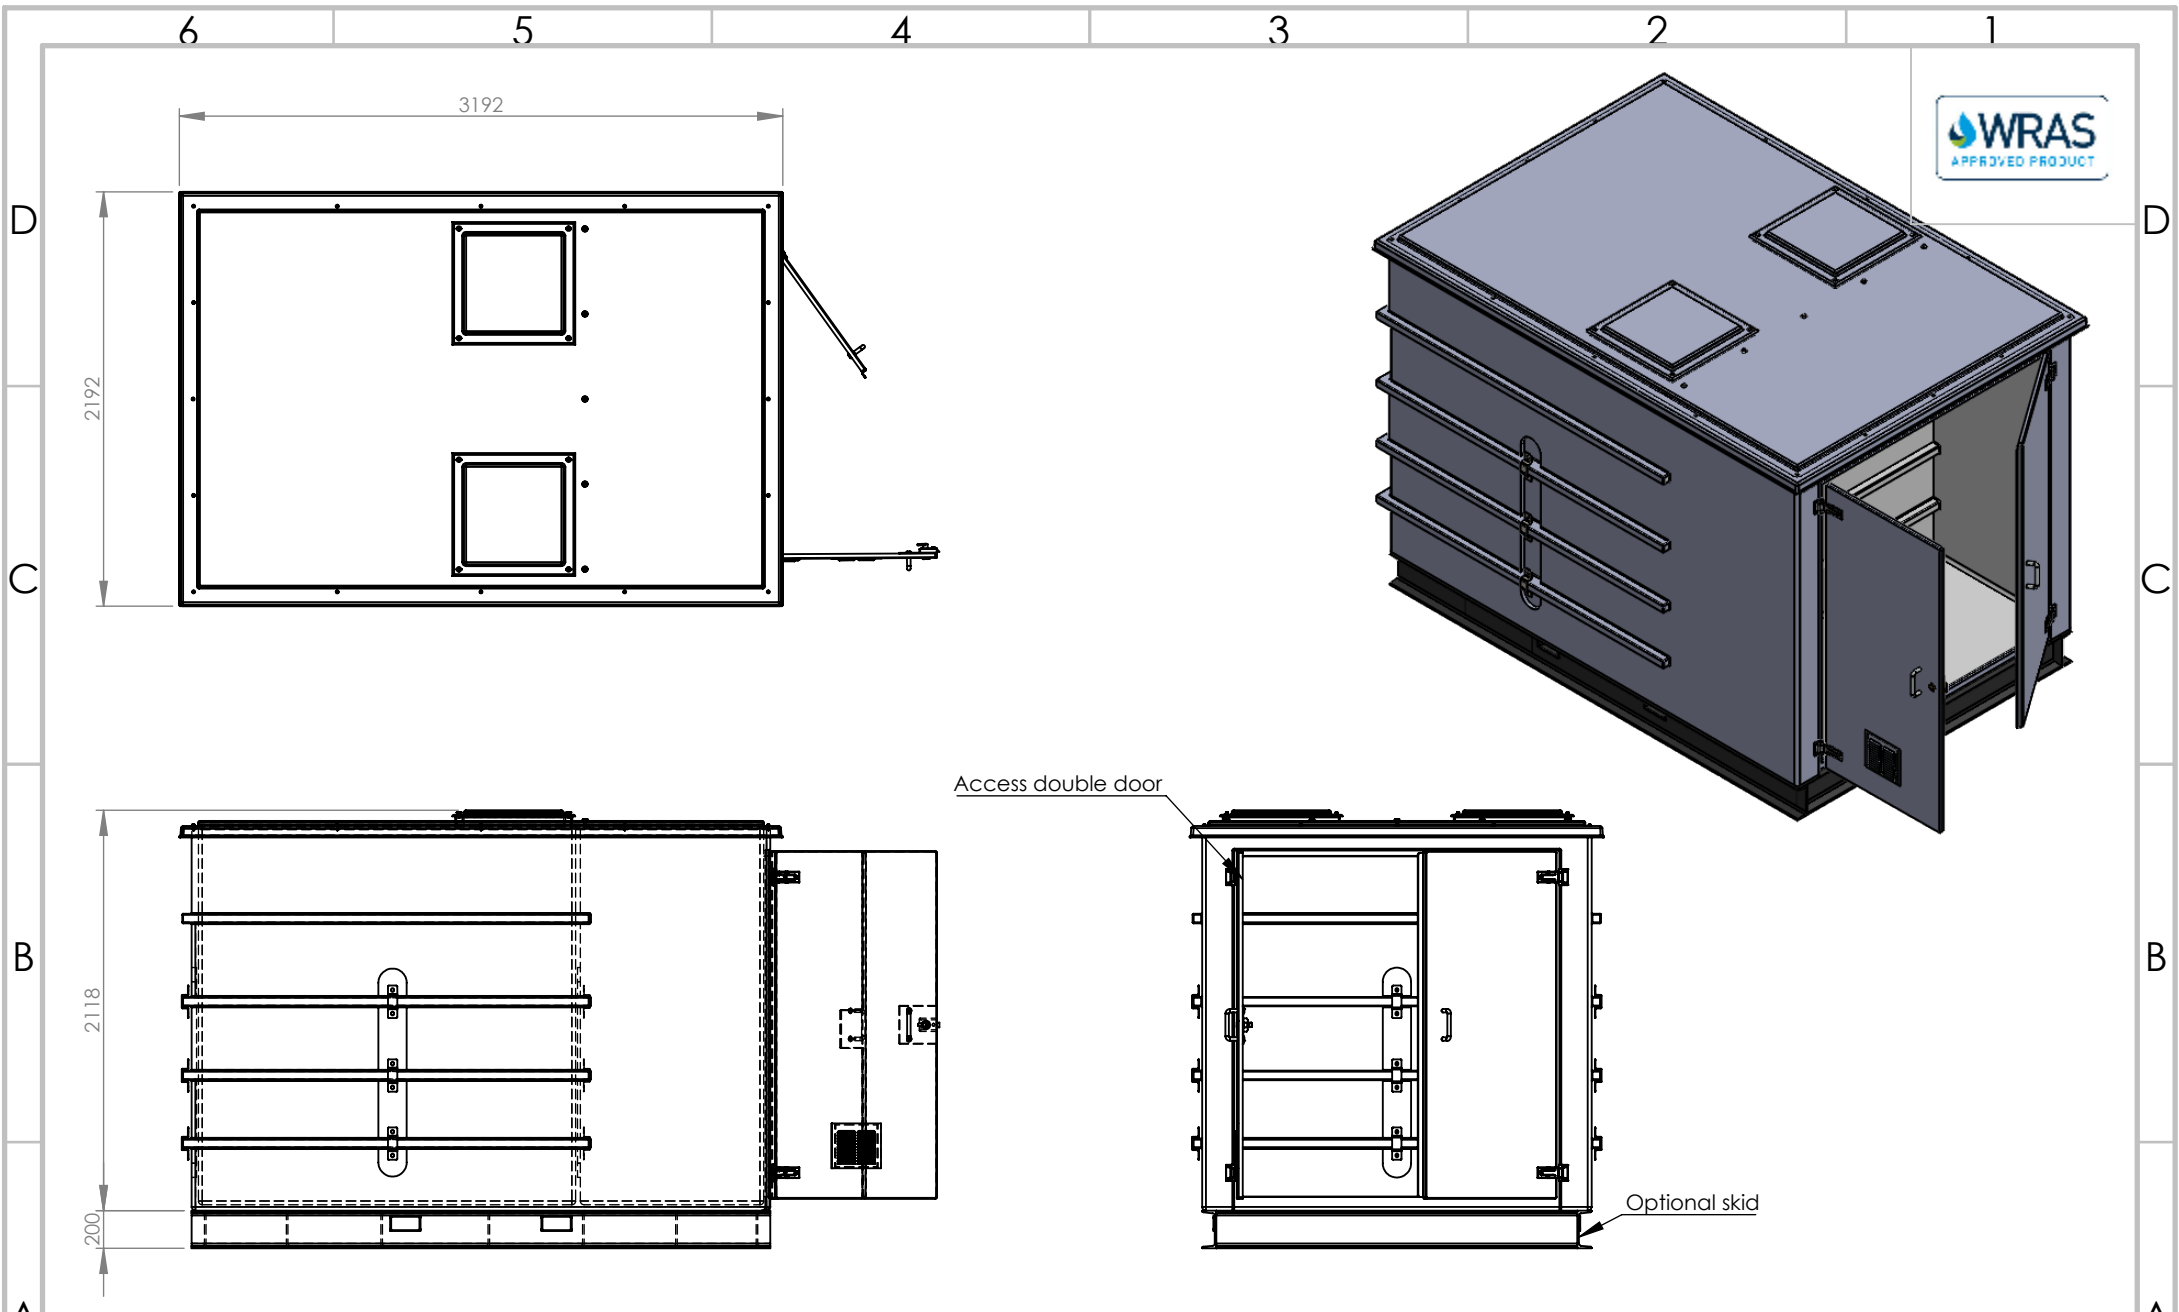 6 5 4 3 2 1
3192
WRAS
APPROVED PRODUCT
D D
2192
C C
Access double door
B B
2118
Optional skid
200
A A